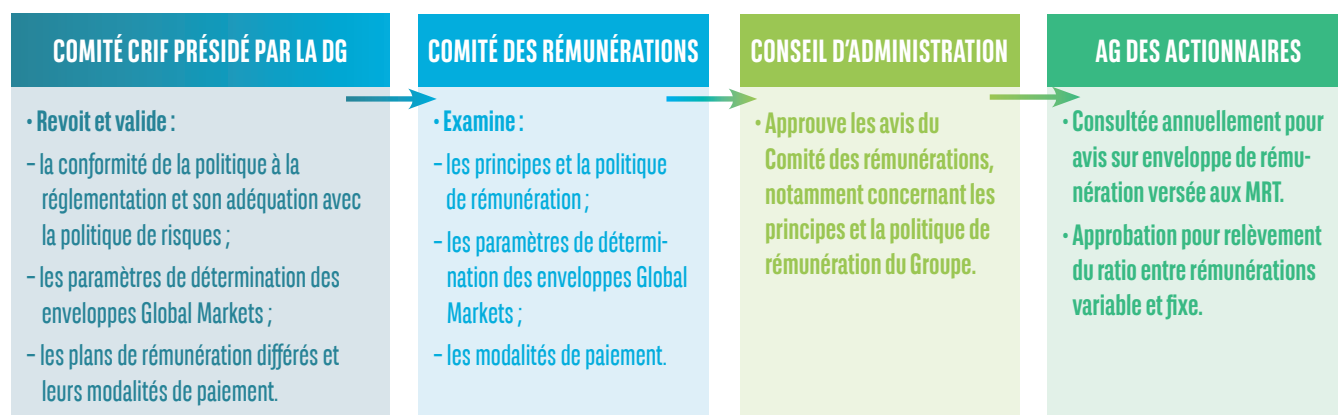 COMITÉ CRIF PRÉSIDÉ PAR LA DG
• Revoit et valide :
– la conformité de la politique à la
réglementation et son adéquation avec
la politique de risques ;
– les paramètres de détermination des
enveloppes Global Markets ;
– les plans de rémunération différés et
leurs modalités de paiement.
COMITÉ DES RÉMUNÉRATIONS
• Examine :
– les principes et la politique
de rémunération ;
– les paramètres de détermi-
nation des enveloppes Global
Markets ;
– les modalités de paiement.
CONSEIL D'ADMINISTRATION
• Approuve les avis du
Comité des rémunérations,
notamment concernant les
principes et la politique de
rémunération du Groupe.
AG DES ACTIONNAIRES
• Consultée annuellement pour
avis sur enveloppe de rému-
nération versée aux MRT.
• Approbation pour relèvement
du ratio entre rémunérations
variable et fixe.